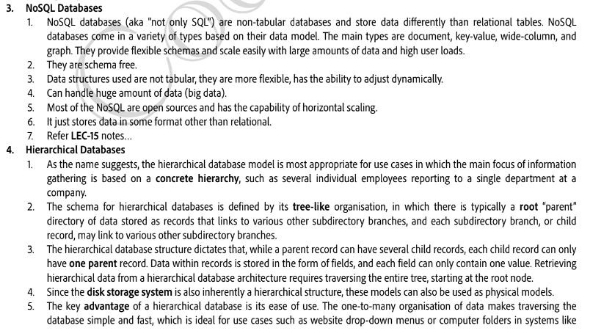 3. NoSQL Databases
1. NoSQL databases (aka "not only SQL") are non-tabular databases and store data differently than relational tables. NoSQL
databases come in a variety of types based on their data model. The main types are document, key-value, wide-column, and
graph. They provide flexible schemas and scale easily with large amounts of data and high user loads.
2. They are schema free.
3. Data structures used are not tabular, they are more flexible, has the ability to adjust dynamically.
4. Can handle huge amount of data (big data).
5. Most of the NoSQL are open sources and has the capability of horizontal scaling.
6. It just stores data in some format other than relational.
7. Refer LEC-15 notes...
4. Hierarchical Databases
1. As the name suggests, the hierarchical database model is most appropriate for use cases in which the main focus of information
gathering is based on a concrete hierarchy, such as several individual employees reporting to a single department at a
company.
2. The schema for hierarchical databases is defined by its tree-like organisation, in which there is typically a root "parent"
directory of data stored as records that links to various other subdirectory branches, and each subdirectory branch, or child
record, may link to various other subdirectory branches.
3. The hierarchical database structure dictates that, while a parent record can have several child records, each child record can only
have one parent record. Data within records is stored in the form of fields, and each field can only contain one value. Retrieving
hierarchical data from a hierarchical database architecture requires traversing the entire tree, starting at the root node.
4. Since the disk storage system is also inherently a hierarchical structure, these models can also be used as physical models.
5. The key advantage of a hierarchical database is its ease of use. The one-to-many organisation of data makes traversing the
database simple and fast, which is ideal for use cases such as website drop-down menus or computer folders in systems like